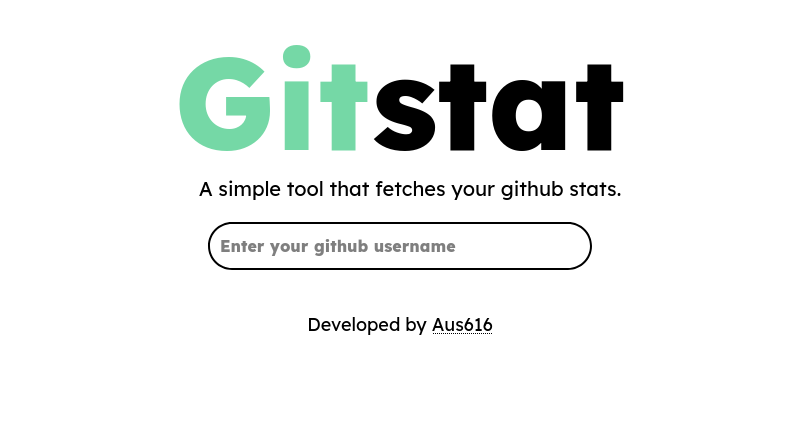 Gitstat
A simple tool that fetches your github stats.
Enter your github username
Developed by Aus616